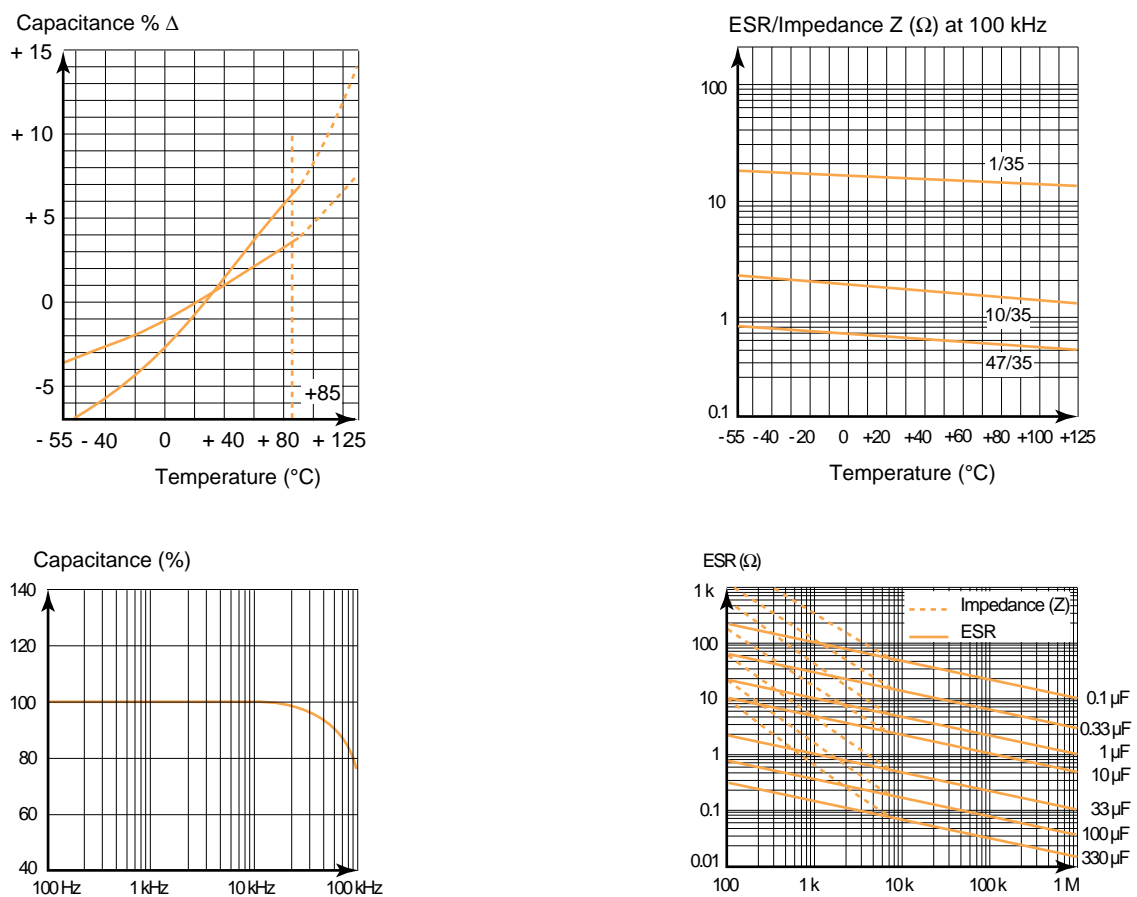 Capacitance % Δ
+ 15
+ 10
+ 5
0
-5
+85
- 55 - 40 0 + 40 + 80 + 125
Temperature (°C)
ESR/Impedance Z (Ω) at 100 kHz
100
10
1
0.1
1/35
10/35
47/35
-55 -40 -20 0 +20 +40 +60 +80 +100 +125
Temperature (°C)
Capacitance (%)
140
120
100
80
60
40
100 Hz 1 kHz 10 kHz 100 kHz
ESR (Ω)
1 k
100
10
1
0.1
0.01
Impedance (Z)
ESR
0.1 µF
0.33 µF
1 µF
10 µF
33 µF
100 µF
330 µF
100 1 k 10 k 100 k 1 M